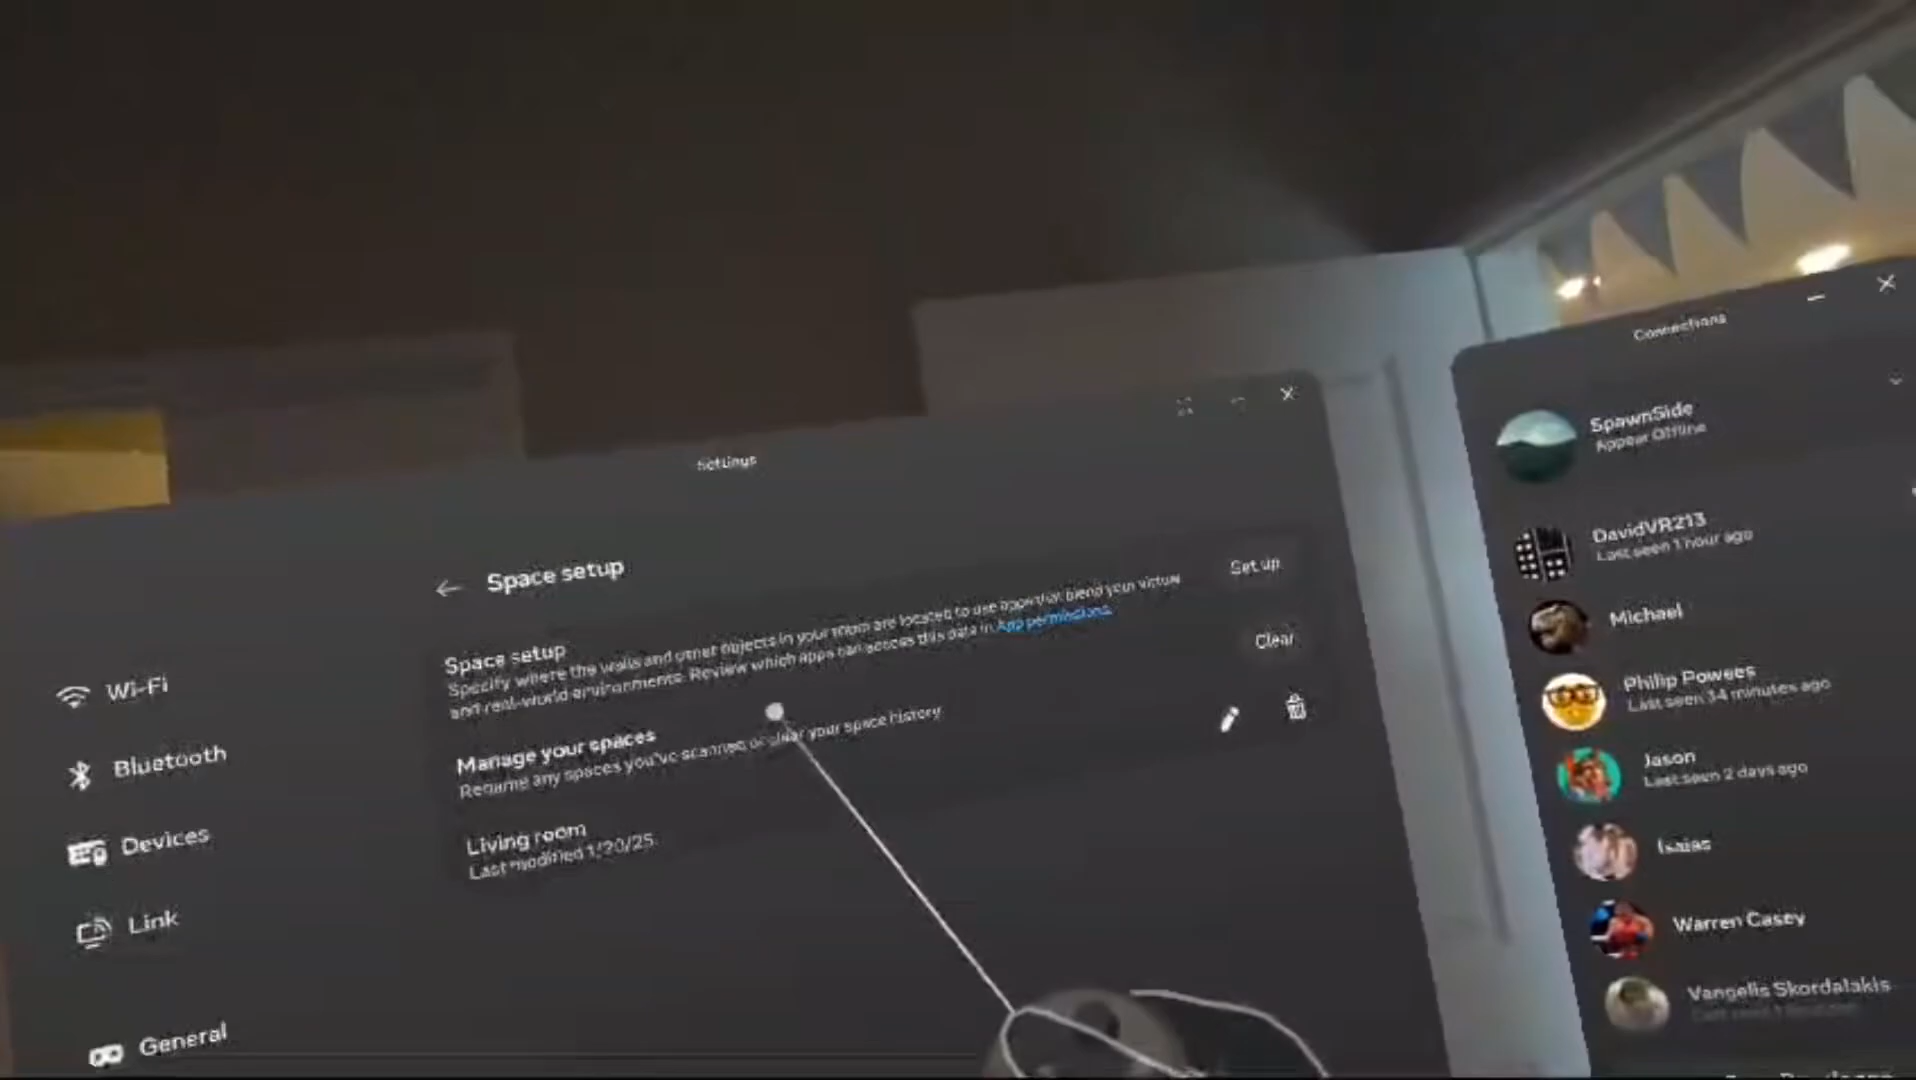 Settings
Space setup
Space setup
Specify where the walls and other objects in your room are located to use apps that blend your virtual
and real-world environments. Review which apps can access this data in App permissions.
Set up
Manage your spaces
Rename any spaces you've scanned or clear your space history.
Clear
Living room
Last modified 1/20/25
Wi-Fi
Bluetooth
Devices
Link
General
Connections
SpawnSide
Appear Offline
DavidVR213
Last seen 1 hour ago
Michael
Philip Powees
Last seen 34 minutes ago
Jason
Last seen 2 days ago
Isaias
Warren Casey
Vangelis Skordalakis